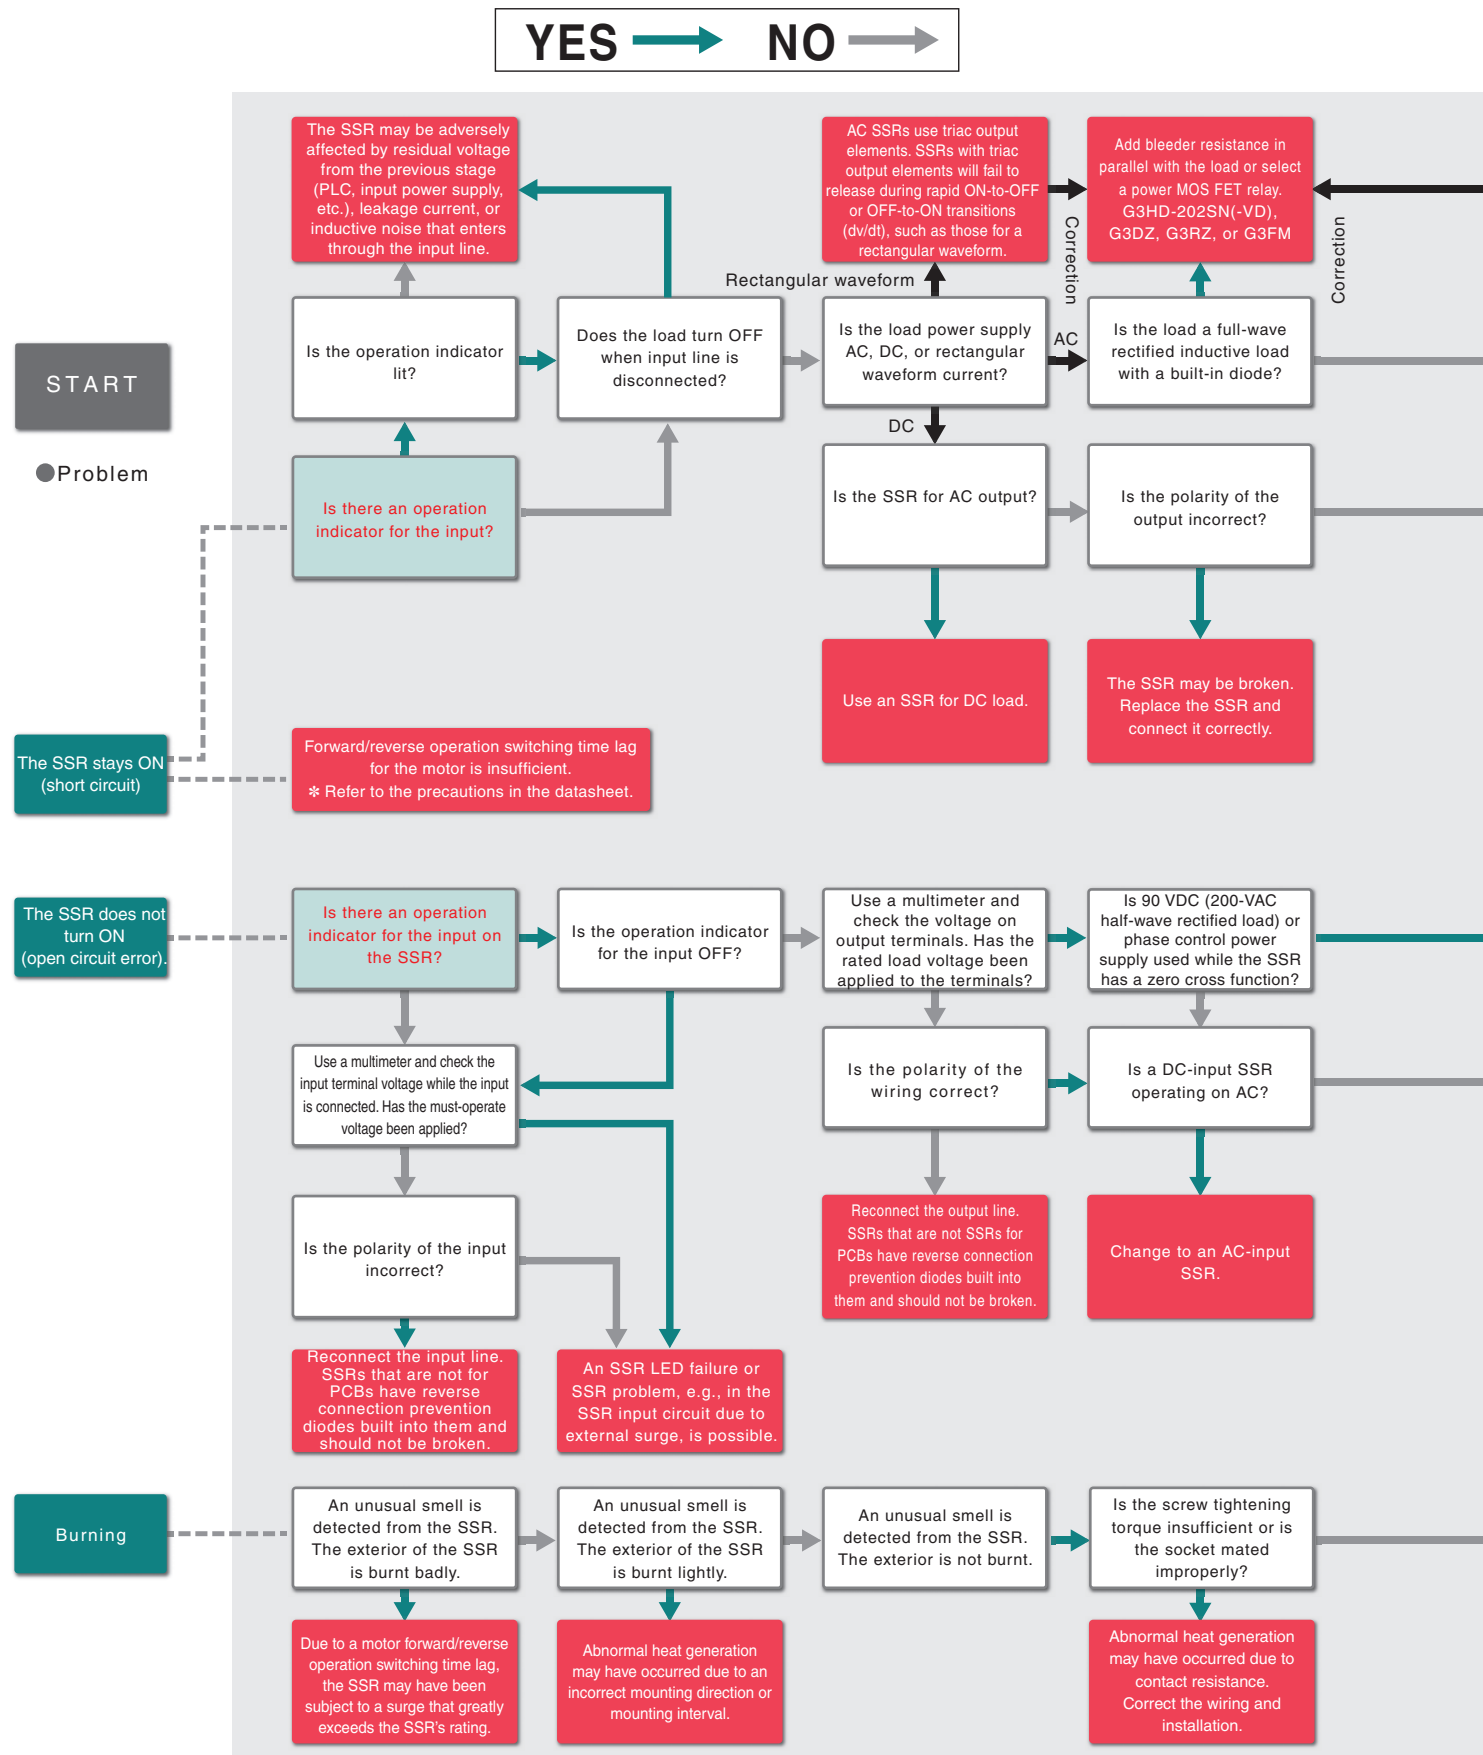 YES NO
The SSR may be adversely
affected by residual voltage
from the previous stage
(PLC, input power supply,
etc.), leakage current, or
inductive noise that enters
through the input line.
AC SSRs use triac output
elements. SSRs with triac
output elements will fail to
release during rapid ON-to-OFF
or OFF-to-ON transitions
(dv/dt), such as those for a
rectangular waveform.
Correction
Add bleeder resistance in
parallel with the load or select
a power MOS FET relay.
G3HD-202SN(-VD),
G3DZ, G3RZ, or G3FM
Correction
Rectangular waveform
START
Is the operation indicator
lit?
Does the load turn OFF
when input line is
disconnected?
Is the load power supply
AC, DC, or rectangular
waveform current?
AC
Is the load a full-wave
rectified inductive load
with a built-in diode?
DC
●Problem
Is there an operation
indicator for the input?
Is the SSR for AC output?
Is the polarity of the
output incorrect?
Use an SSR for DC load.
The SSR may be broken.
Replace the SSR and
connect it correctly.
The SSR stays ON
(short circuit)
Forward/reverse operation switching time lag
for the motor is insufficient.
✻ Refer to the precautions in the datasheet.
The SSR does not
turn ON
(open circuit error).
Is there an operation
indicator for the input on
the SSR?
Is the operation indicator
for the input OFF?
Use a multimeter and
check the voltage on
output terminals. Has the
rated load voltage been
applied to the terminals?
Is 90 VDC (200-VAC
half-wave rectified load) or
phase control power
supply used while the SSR
has a zero cross function?
Use a multimeter and check the
input terminal voltage while the input
is connected. Has the must-operate
voltage been applied?
Is the polarity of the
wiring correct?
Is a DC-input SSR
operating on AC?
Is the polarity of the input
incorrect?
Reconnect the output line.
SSRs that are not SSRs for
PCBs have reverse connection
prevention diodes built into
them and should not be broken.
Change to an AC-input
SSR.
Reconnect the input line.
SSRs that are not for
PCBs have reverse
connection prevention
diodes built into them and
should not be broken.
An SSR LED failure or
SSR problem, e.g., in the
SSR input circuit due to
external surge, is possible.
Burning
An unusual smell is
detected from the SSR.
The exterior of the SSR
is burnt badly.
An unusual smell is
detected from the SSR.
The exterior of the SSR
is burnt lightly.
An unusual smell is
detected from the SSR.
The exterior is not burnt.
Is the screw tightening
torque insufficient or is
the socket mated
improperly?
Due to a motor forward/reverse
operation switching time lag,
the SSR may have been
subject to a surge that greatly
exceeds the SSR's rating.
Abnormal heat generation
may have occurred due to an
incorrect mounting direction or
mounting interval.
Abnormal heat generation
may have occurred due to
contact resistance.
Correct the wiring and
installation.